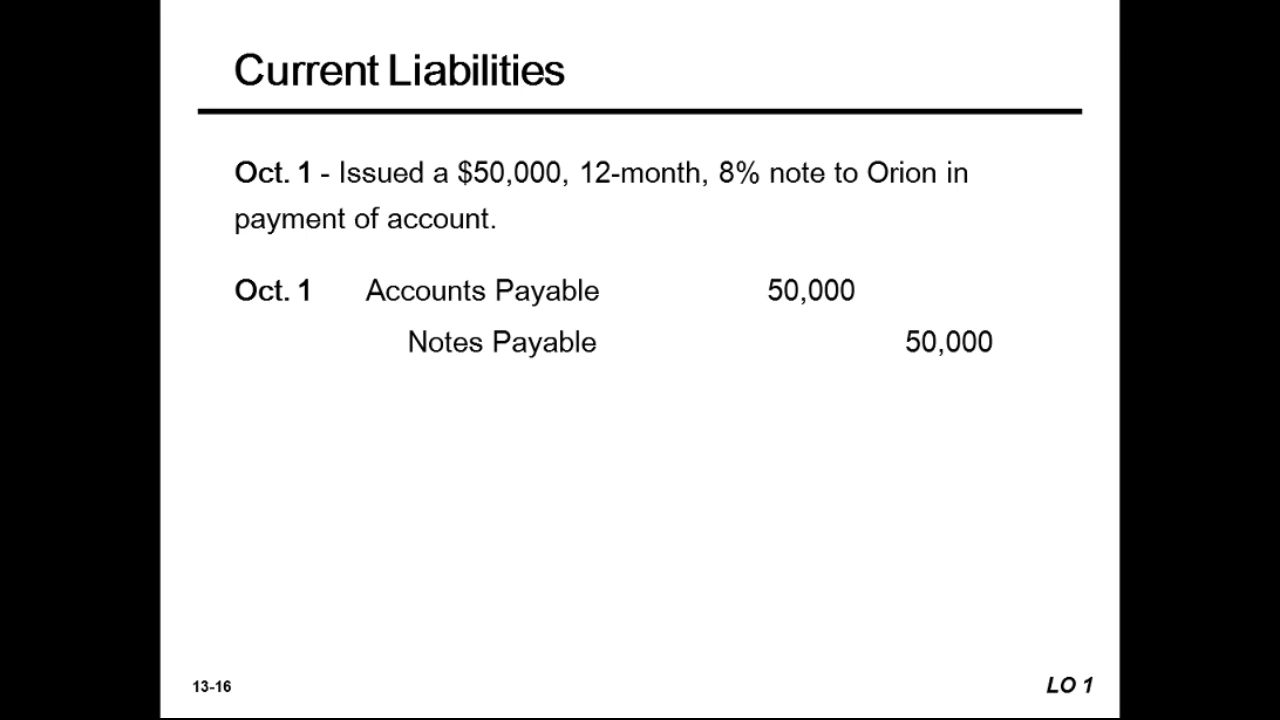 Current Liabilities
Oct. 1 - Issued a $50,000, 12-month, 8% note to Orion in
payment of account.
Oct. 1 Accounts Payable 50,000
Notes Payable 50,000
13-16 LO 1